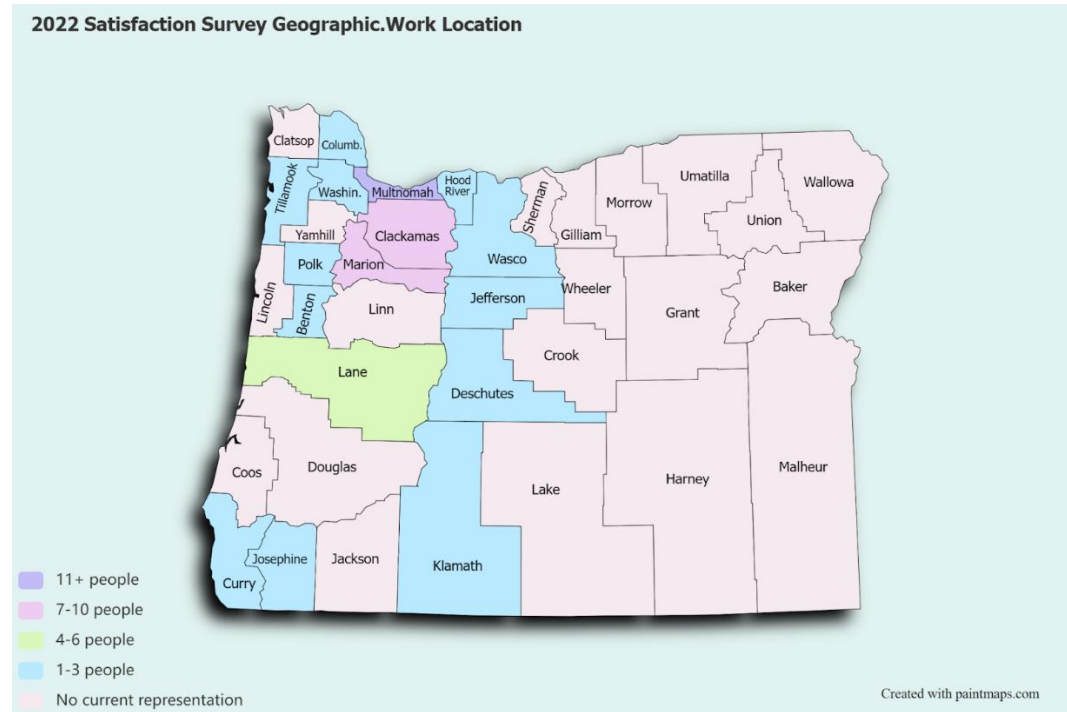 2022 Satisfaction Survey Geographic.Work Location
Clatsop
Columb.
Tillamook
Washin.
Multnomah
Hood
River
Sherman
Gilliam
Morrow
Umatilla
Union
Wallowa
Yamhill
Clackamas
Polk
Marion
Wasco
Wheeler
Baker
Lincoln
Benton
Linn
Jefferson
Grant
Crook
Lane
Deschutes
Coos
Douglas
Lake
Harney
Malheur
Curry
Josephine
Jackson
Klamath
11+ people
7-10 people
4-6 people
1-3 people
No current representation
Created with paintmaps.com